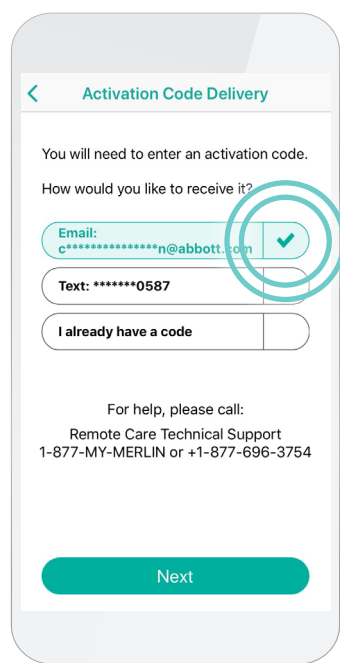 Activation Code Delivery
You will need to enter an activation code.
How would you like to receive it?
Email:
c***************n@abbott.com
Text: *******0587
I already have a code
For help, please call:
Remote Care Technical Support
1-877-MY-MERLIN or +1-877-696-3754
Next